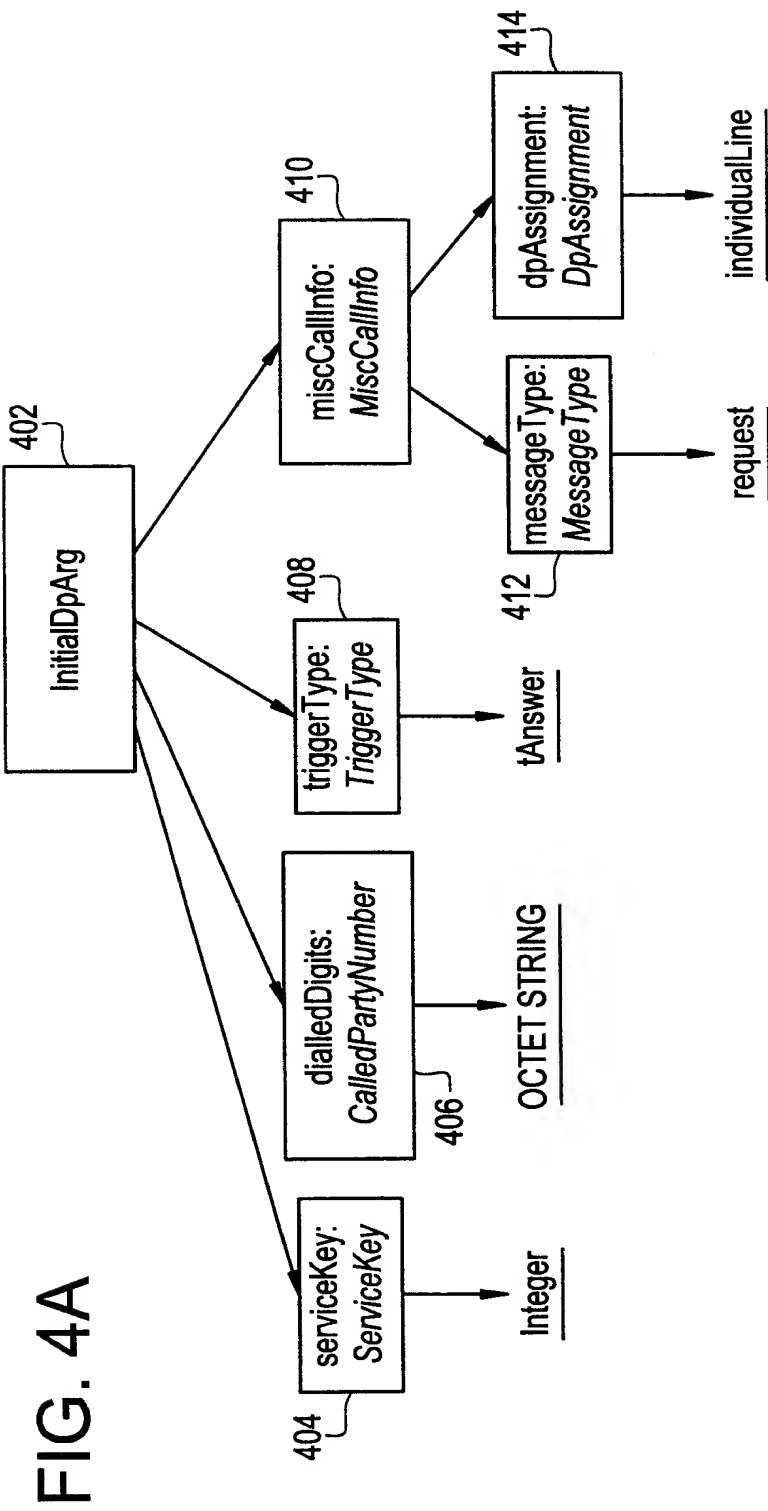 FIG. 4A
InitialDpArg
402
serviceKey:
ServiceKey
404
Integer
dialledDigits:
CalledPartyNumber
406
OCTET STRING
triggerType:
TriggerType
408
tAnswer
miscCallInfo:
MiscCallInfo
410
messageType:
MessageType
412
request
dpAssignment:
DpAssignment
414
individualLine